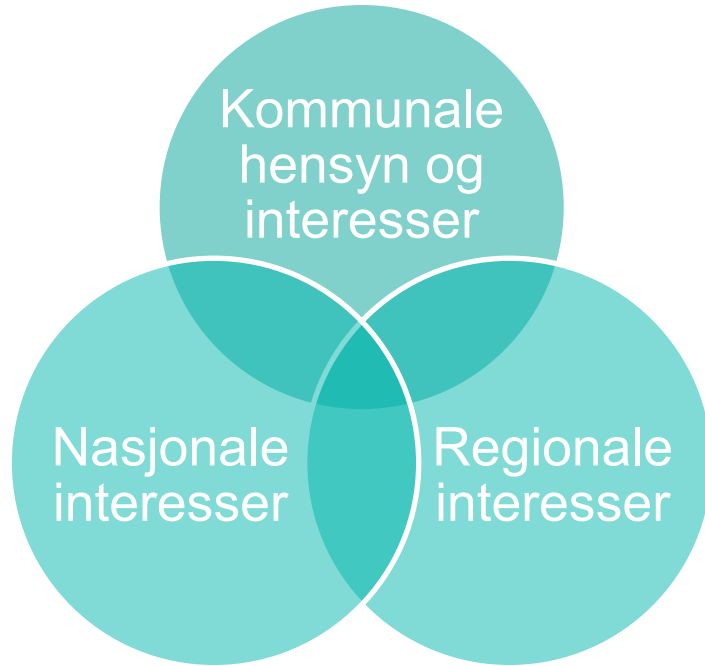 Kommunale
hensyn og
interesser
Nasjonale
interesser
Regionale
interesser